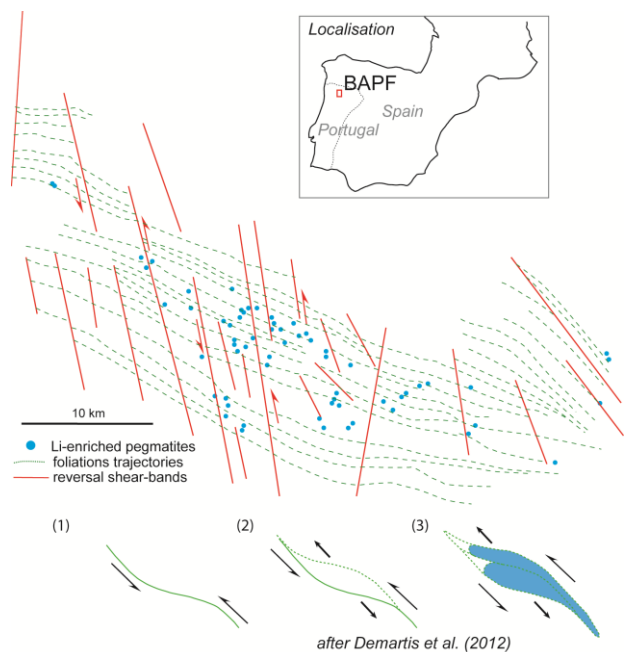 Localisation
BAPF
Spain
Portugal
10 km
Li-enriched pegmatites
foliations trajectories
reversal shear-bands
(1)
(2)
(3)
after Demartis et al. (2012)